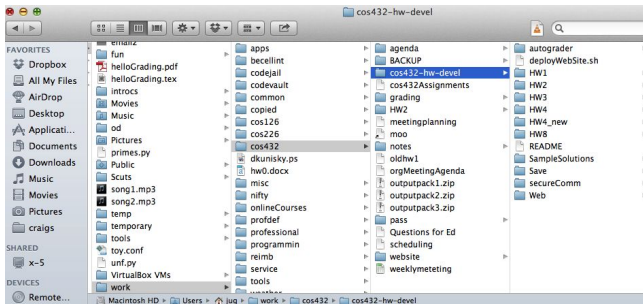 cos432-hw-devel
FAVORITES
Dropbox
All My Files
AirDrop
Desktop
Applicati...
Documents
Downloads
Music
Movies
Pictures
craigs
SHARED
x-5
DEVICES
Remote...
email2
fun
helloGrading.pdf
helloGrading.tex
introcs
Movies
Music
od
Pictures
primes.py
Public
Scuts
song1.mp3
song2.mp3
temp
temporary
tools
toy.conf
unf.py
VirtualBox VMs
work
apps
becellint
codejail
codevault
common
copied
cos126
cos226
cos432
dkunisky.ps
hw0.docx
misc
nifty
onlineCourses
profdef
professional
programmin
reimb
service
tools
weather
agenda
BACKUP
cos432-hw-devel
cos432Assignments
grading
HW2
meetingplanning
moo
notes
oldhw1
orgMeetingAgenda
outputpack1.zip
outputpack2.zip
outputpack3.zip
pass
Questions for Ed
scheduling
website
weeklymeteting
autograder
deployWebSite.sh
HW1
HW2
HW3
HW4
HW4_new
HW8
README
SampleSolutions
Save
secureComm
Web
Macintosh HD ▸ Users ▸ jug ▸ work ▸ cos432 ▸ cos432-hw-devel